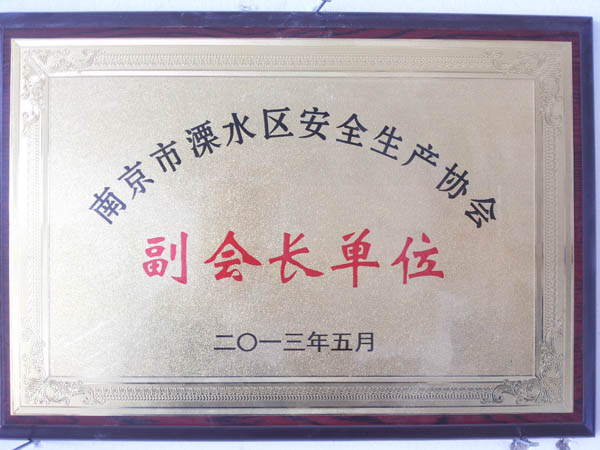 南京市溧水区安全生产协会
副会长单位
二〇一三年五月